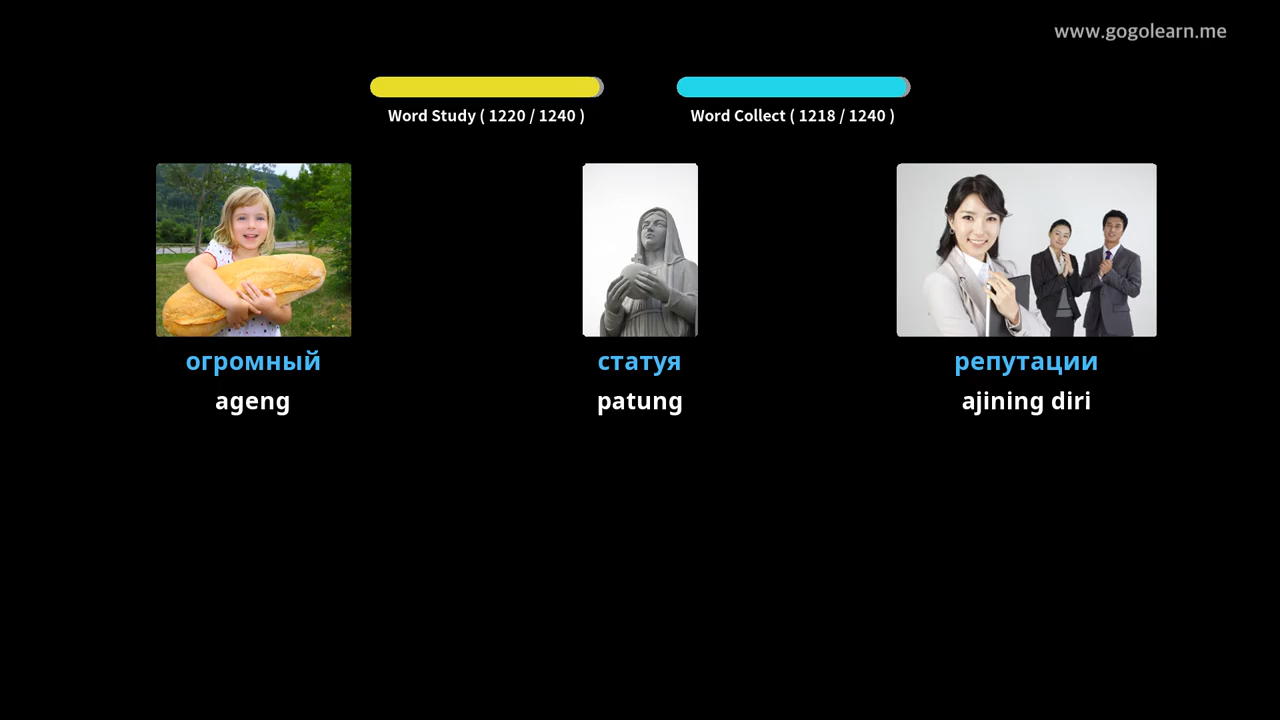 www.gogolearn.me
Word Study ( 1220 / 1240 )
Word Collect ( 1218 / 1240 )
огромный
статуя
репутации
ageng
patung
ajining diri